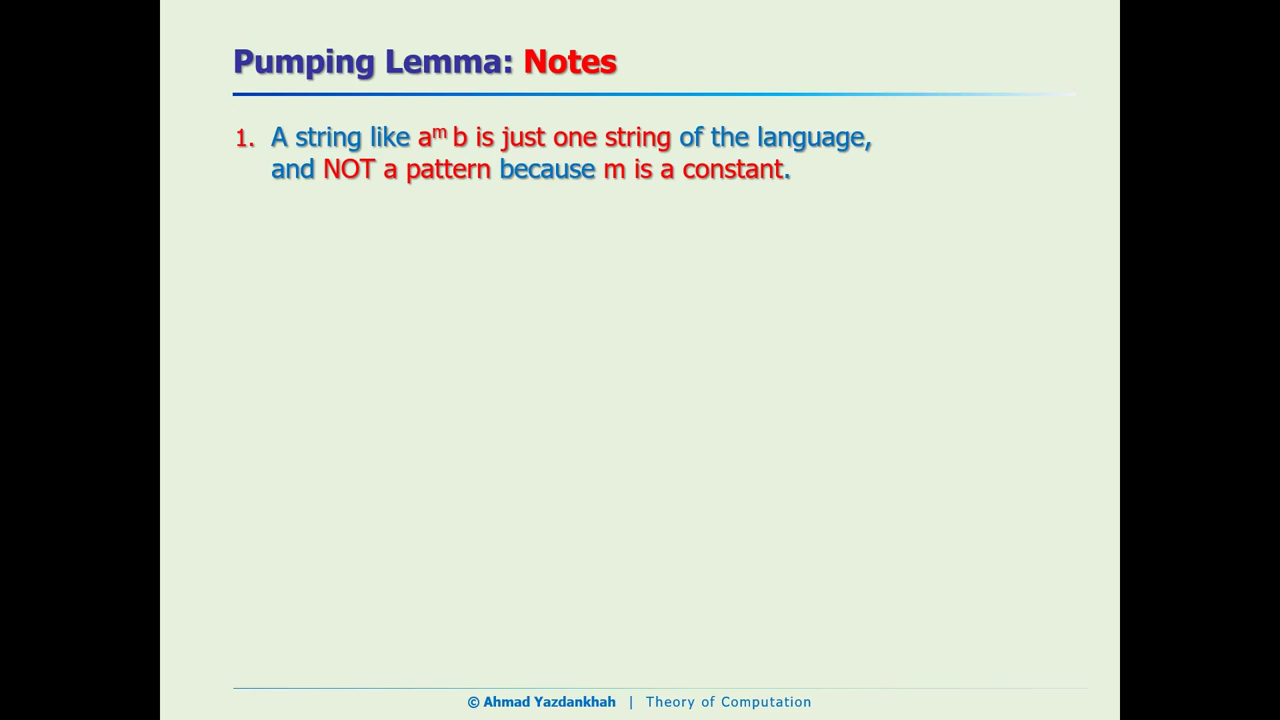 Pumping Lemma: Notes
1. A string like aᵐ b is just one string of the language,
and NOT a pattern because m is a constant.
© Ahmad Yazdankhah | Theory of Computation